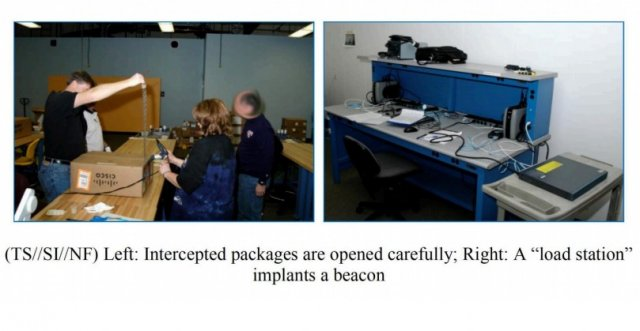 CISCO
(TS//SI//NF) Left: Intercepted packages are opened carefully; Right: A “load station”
implants a beacon